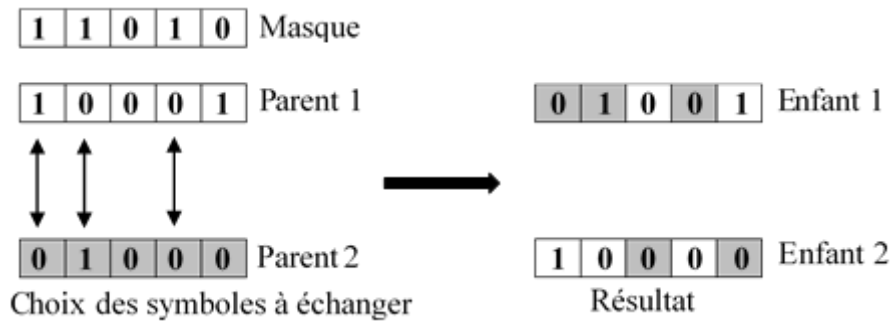 1 1 0 1 0 Masque
1 0 0 0 1 Parent 1
0 1 0 0 1 Enfant 1
0 1 0 0 0 Parent 2
1 0 0 0 0 Enfant 2
Choix des symboles à échanger
Résultat